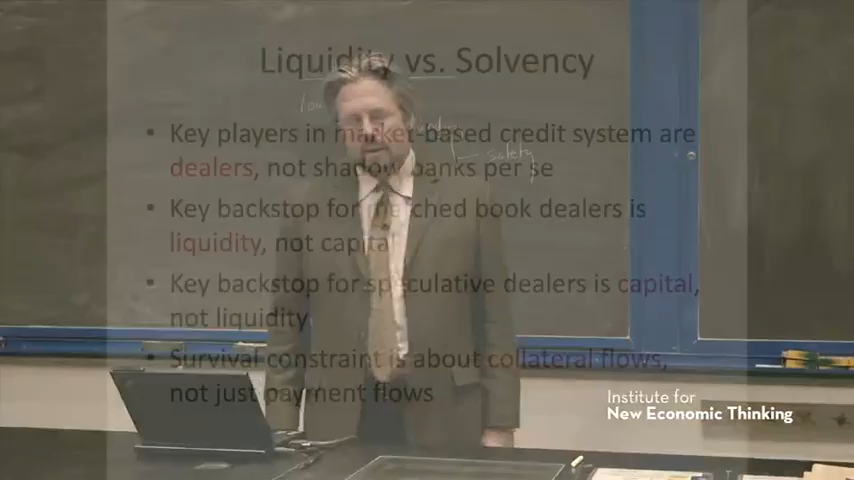 Liquidity vs. Solvency
• Key players in market-based credit system are
dealers, not shadow banks per se
• Key backstop for matched book dealers is
liquidity, not capital
• Key backstop for speculative dealers is capital,
not liquidity
• Survival constraint is about collateral flows,
not just payment flows
safety
Institute for
New Economic Thinking